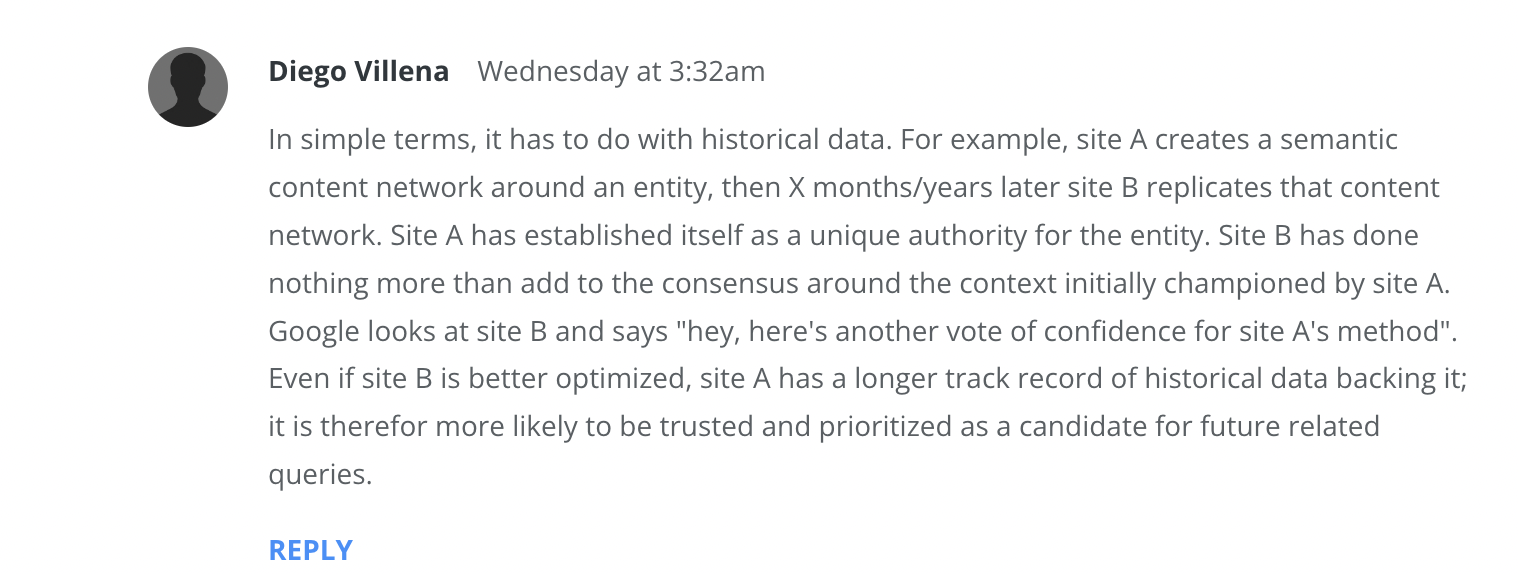 Diego Villena Wednesday at 3:32am
In simple terms, it has to do with historical data. For example, site A creates a semantic
content network around an entity, then X months/years later site B replicates that content
network. Site A has established itself as a unique authority for the entity. Site B has done
nothing more than add to the consensus around the context initially championed by site A.
Google looks at site B and says "hey, here's another vote of confidence for site A's method".
Even if site B is better optimized, site A has a longer track record of historical data backing it;
it is therefor more likely to be trusted and prioritized as a candidate for future related
queries.
REPLY